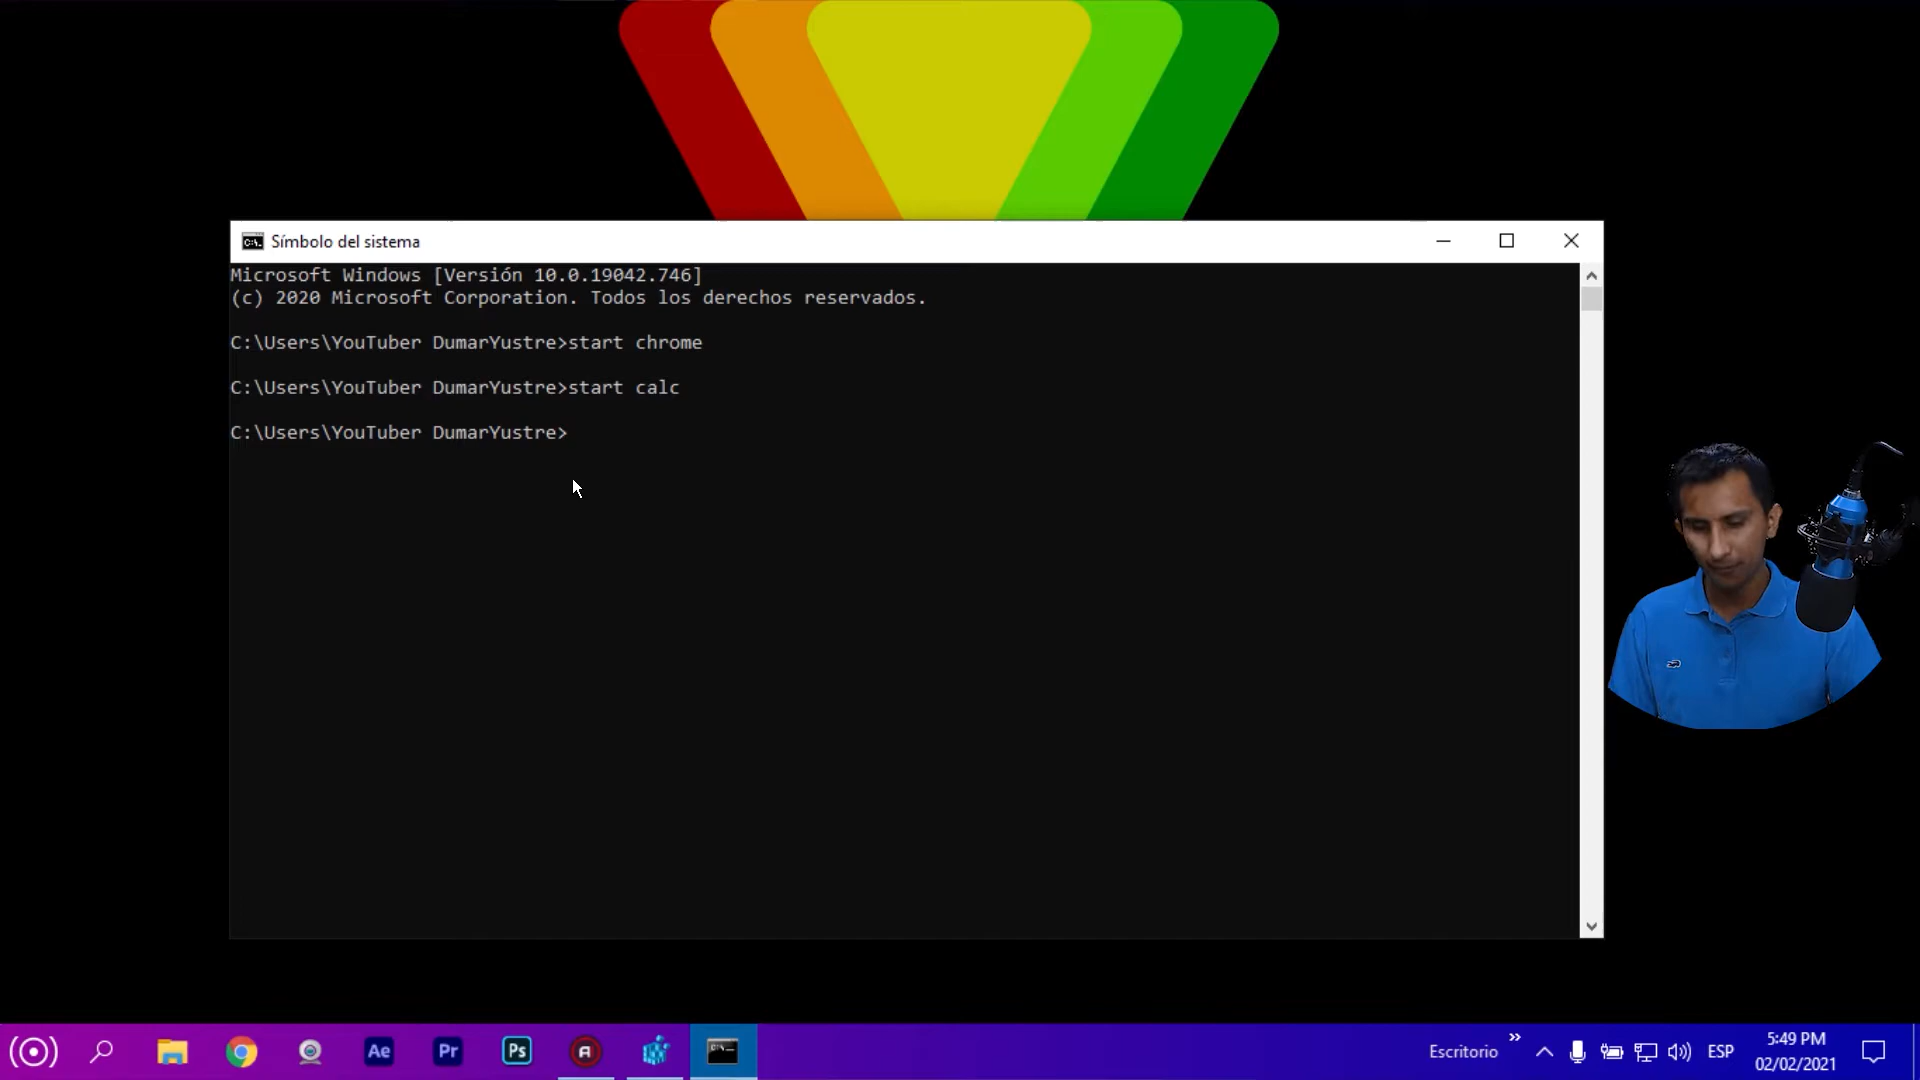 Símbolo del sistema
Microsoft Windows [Versión 10.0.19042.746]
(c) 2020 Microsoft Corporation. Todos los derechos reservados.
C:\Users\YouTuber DumarYustre>start chrome
C:\Users\YouTuber DumarYustre>start calc
C:\Users\YouTuber DumarYustre>
Ae
Pr
Ps
Escritorio
ESP
5:49 PM
02/02/2021